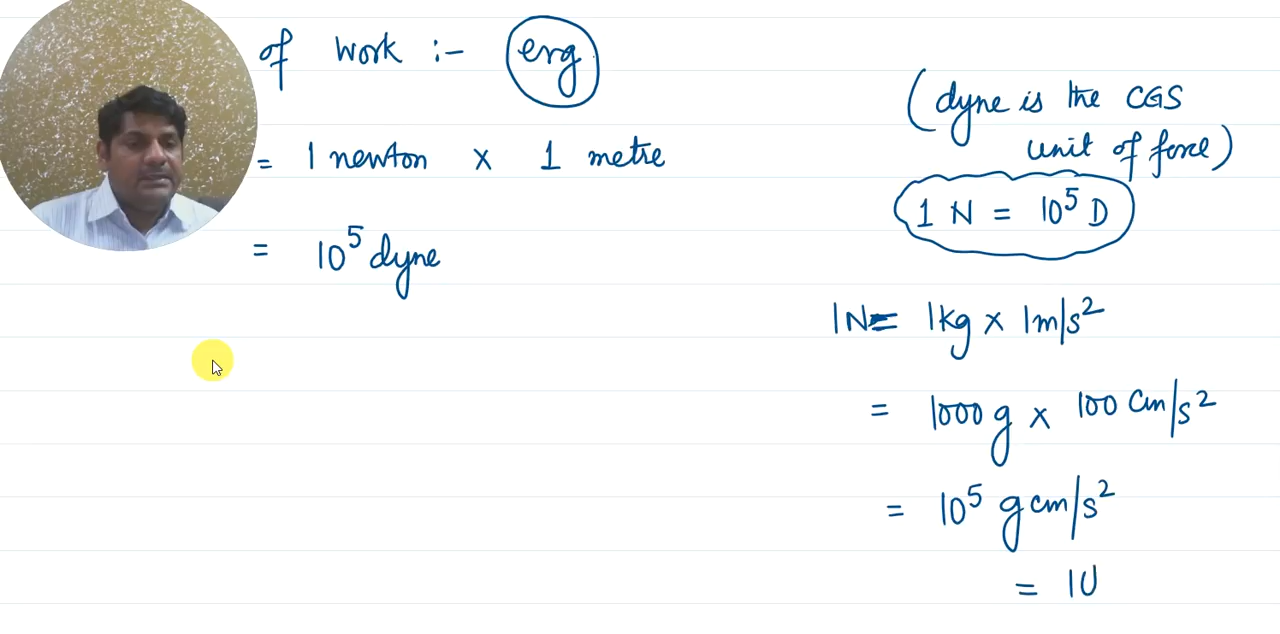 of work :- erg
= 1 newton x 1 metre
= 10⁵ dyne
(dyne is the CGS
unit of force)
1 N = 10⁵ D
1N= 1kg x 1m/s²
= 1000 g x 100 cm/s²
= 10⁵ g cm/s²
= 10